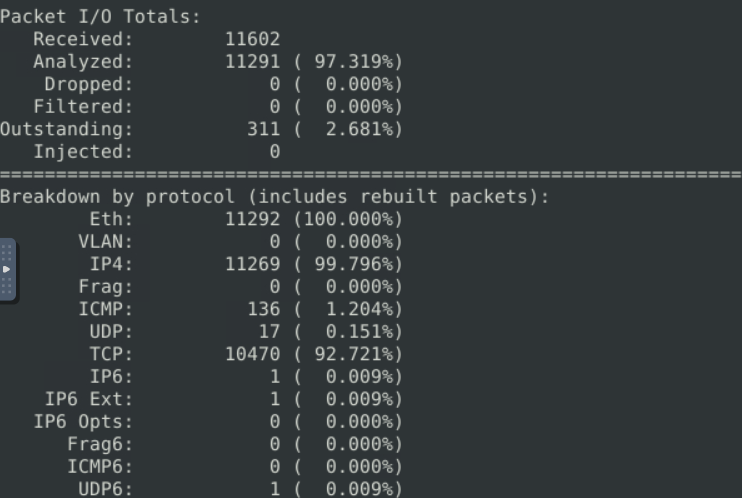 Packet I/O Totals:
   Received:        11602
   Analyzed:        11291 ( 97.319%)
    Dropped:            0 (  0.000%)
   Filtered:            0 (  0.000%)
Outstanding:          311 (  2.681%)
   Injected:            0
==================================================================
Breakdown by protocol (includes rebuilt packets):
        Eth:        11292 (100.000%)
       VLAN:            0 (  0.000%)
        IP4:        11269 ( 99.796%)
       Frag:            0 (  0.000%)
       ICMP:          136 (  1.204%)
        UDP:           17 (  0.151%)
        TCP:        10470 ( 92.721%)
        IP6:            1 (  0.009%)
    IP6 Ext:            1 (  0.009%)
   IP6 Opts:            0 (  0.000%)
      Frag6:            0 (  0.000%)
      ICMP6:            0 (  0.000%)
       UDP6:            1 (  0.009%)